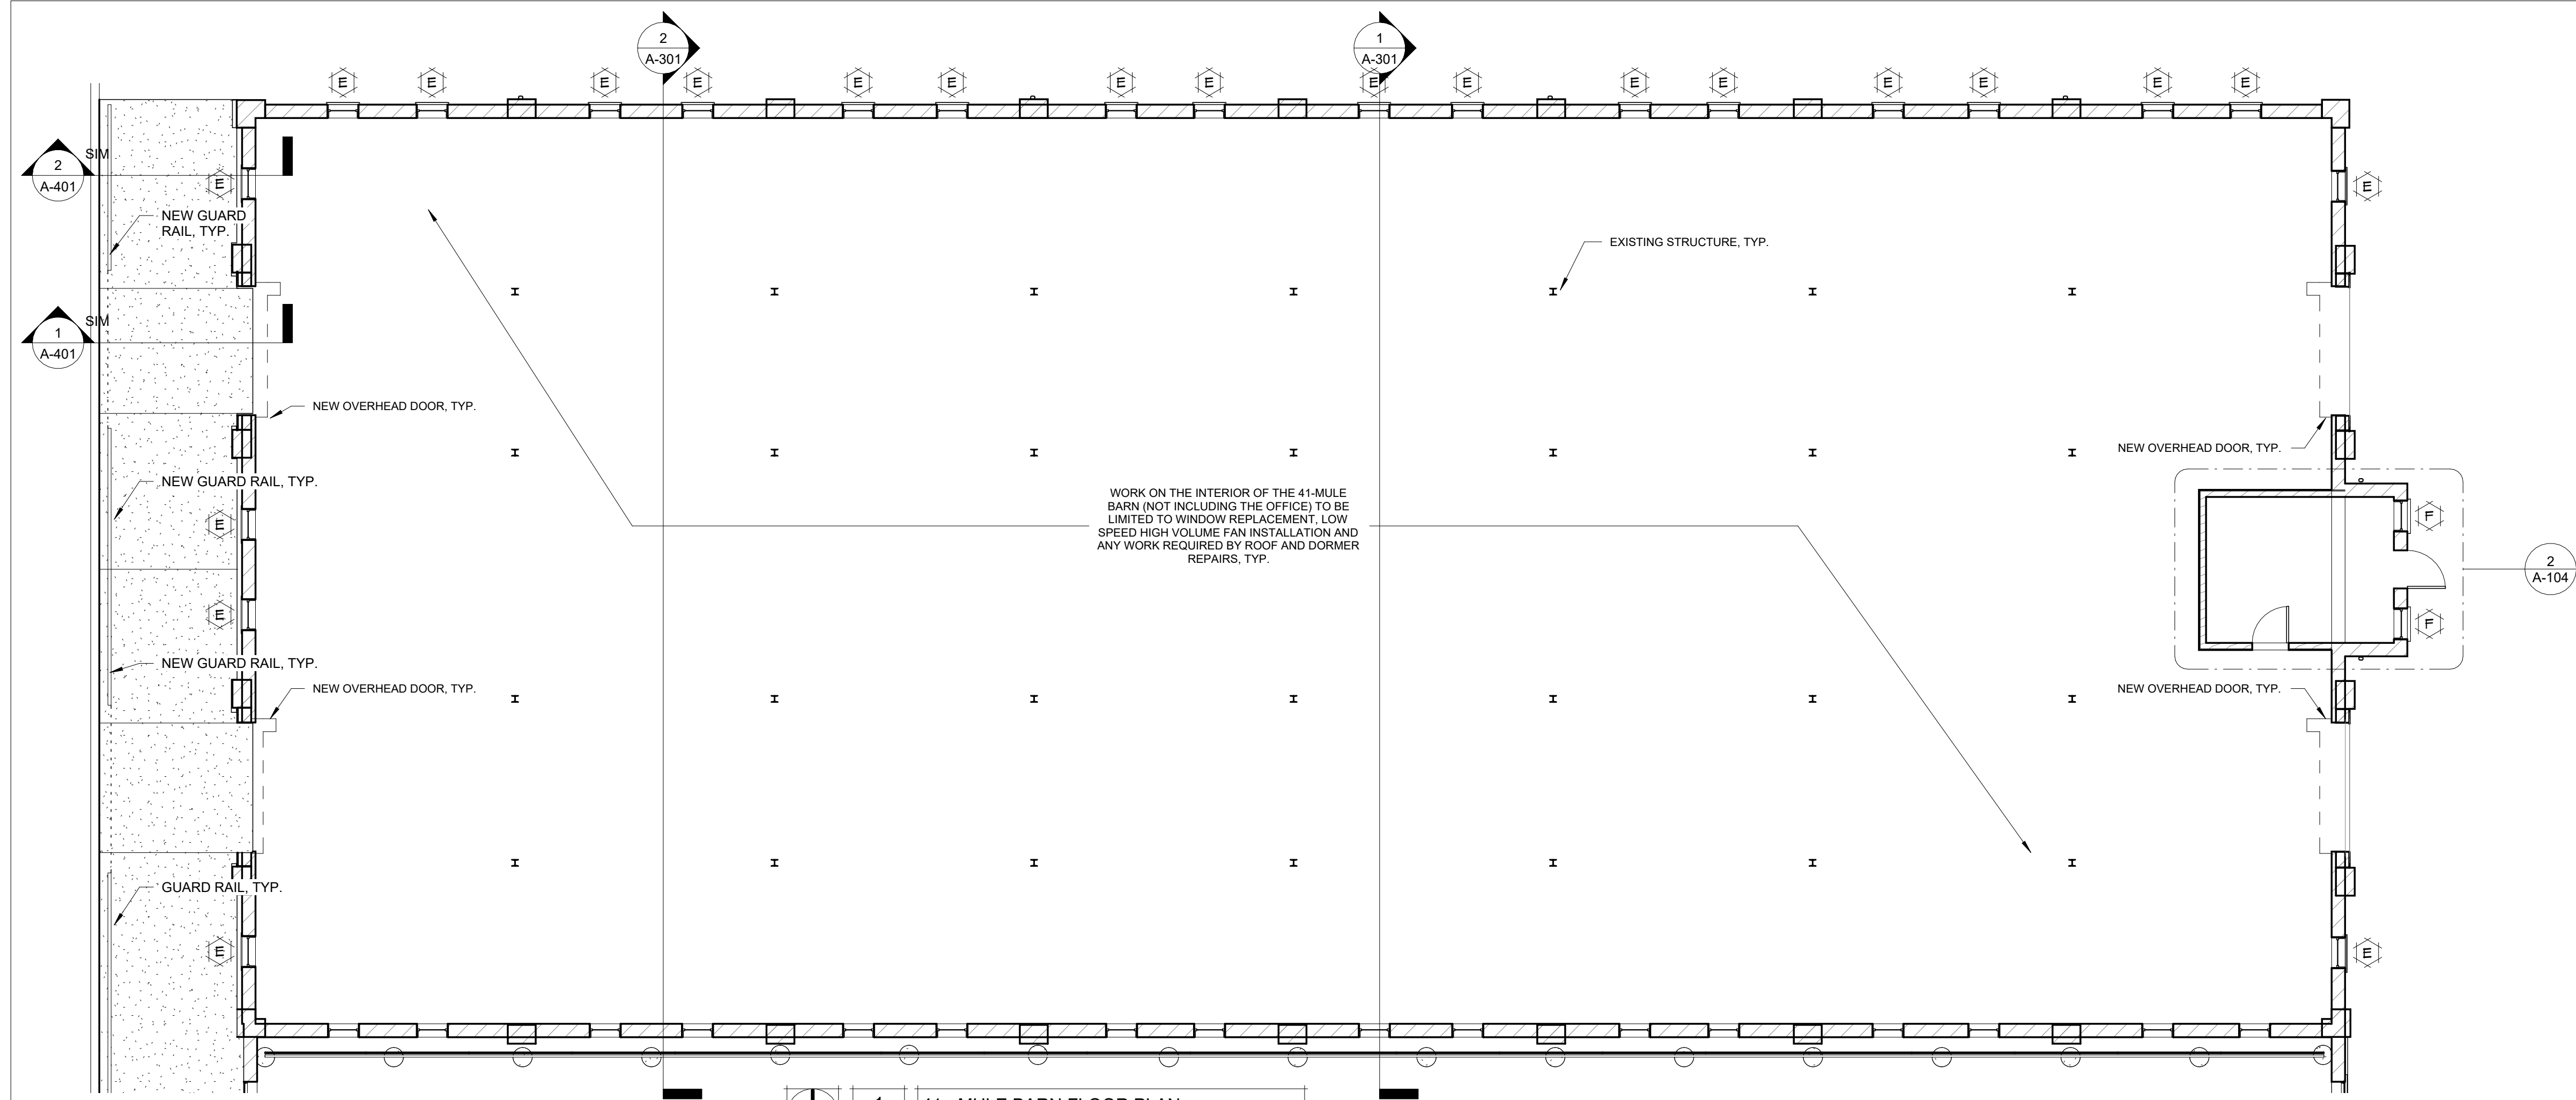 2
A-301
1
A-301
E E E E E E E E E E E E E E E E
SIM
2
A-401
E
E
NEW GUARD
RAIL, TYP.
EXISTING STRUCTURE, TYP.
SIM
1
A-401
NEW OVERHEAD DOOR, TYP.
NEW OVERHEAD DOOR, TYP.
NEW GUARD RAIL, TYP.
WORK ON THE INTERIOR OF THE 41-MULE
BARN (NOT INCLUDING THE OFFICE) TO BE
LIMITED TO WINDOW REPLACEMENT, LOW
SPEED HIGH VOLUME FAN INSTALLATION AND
ANY WORK REQUIRED BY ROOF AND DORMER
REPAIRS, TYP.
E
F
2
A-104
E
F
NEW GUARD RAIL, TYP.
NEW OVERHEAD DOOR, TYP.
NEW OVERHEAD DOOR, TYP.
GUARD RAIL, TYP.
E
E
1
MULE BARN FLOOR PLAN